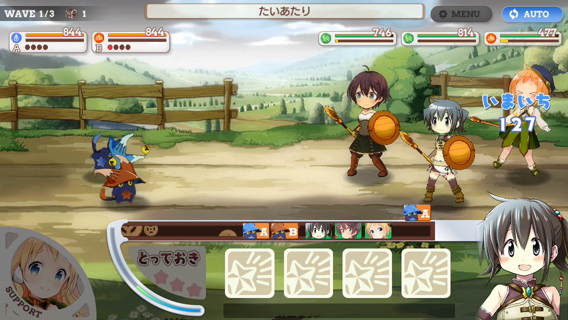 WAVE 1/3 1
たいあたり
MENU
AUTO
844
844
A
B
746
814
477
いまいち
127
A
A
B
とっておき
SUPPORT